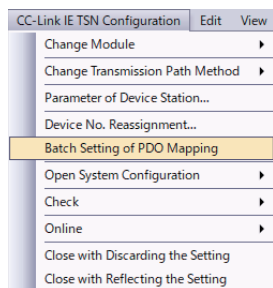 CC-Link IE TSN Configuration Edit View
Change Module
Change Transmission Path Method
Parameter of Device Station...
Device No. Reassignment...
Batch Setting of PDO Mapping
Open System Configuration
Check
Online
Close with Discarding the Setting
Close with Reflecting the Setting